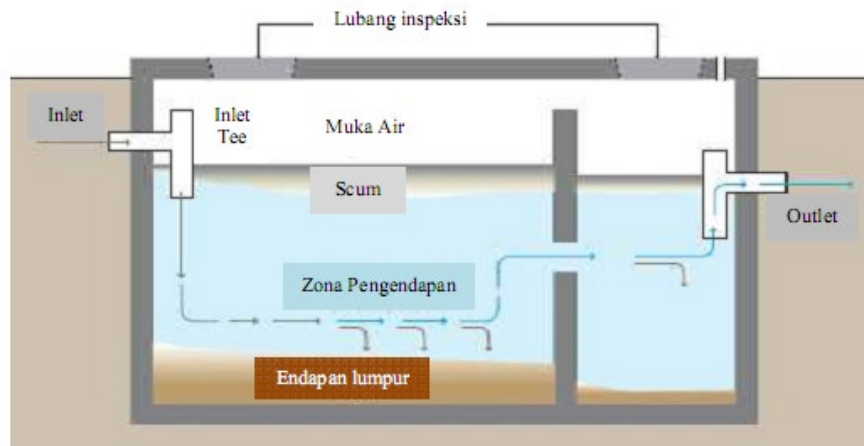 Lubang inspeksi
Inlet
Inlet
Tee
Muka Air
Scum
Outlet
Zona Pengendapan
Endapan lumpur